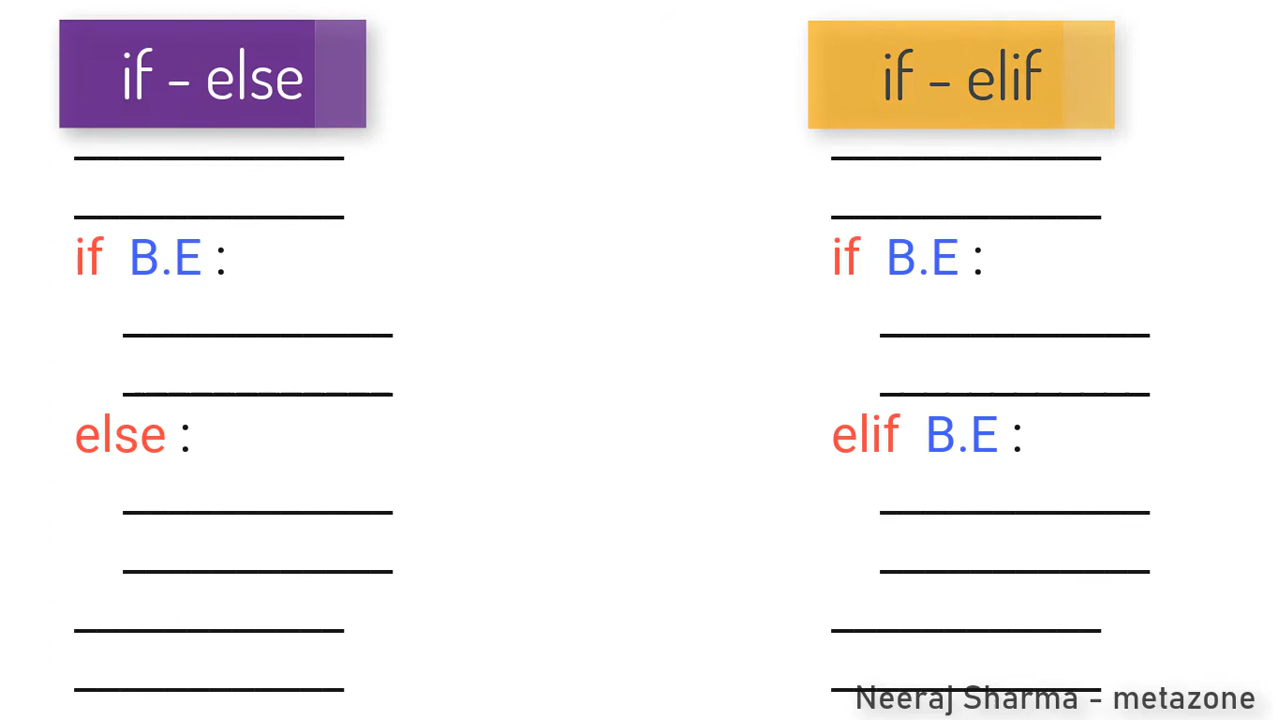 if - else
if B.E :
else :
if - elif
if B.E :
elif B.E :
Neeraj Sharma - metazone